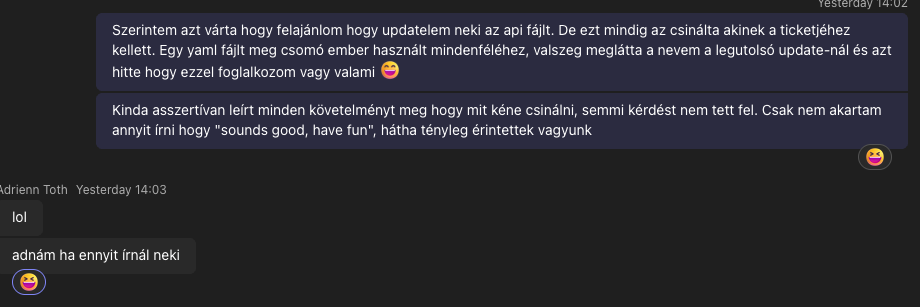 Yesterday 14:02
Szerintem azt várta hogy felajánlom hogy updatelem neki az api fájlt. De ezt mindig az csinálta akinek a ticketjéhez
kellett. Egy yaml fájlt meg csomó ember használt mindenféléhez, valszeg meglátta a nevem a legutolsó update-nál és azt
hitte hogy ezzel foglalkozom vagy valami 😄
Kinda asszertívan leírt minden követelményt meg hogy mit kéne csinálni, semmi kérdést nem tett fel. Csak nem akartam
annyit írni hogy "sounds good, have fun", hátha tényleg érintettek vagyunk
Adrienn Toth Yesterday 14:03
lol
adnám ha ennyit írnál neki